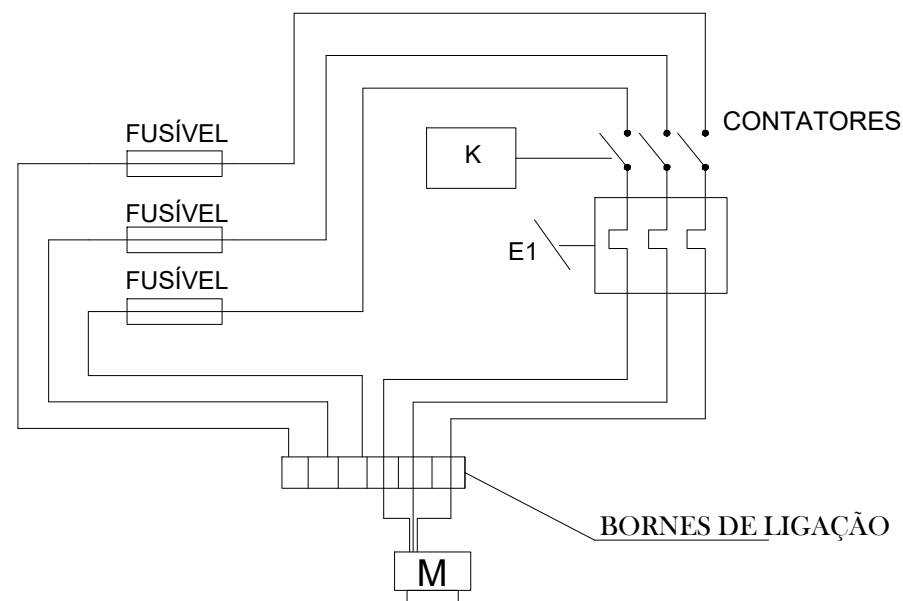 FUSÍVEL
CONTATORES
K
FUSÍVEL
E1
FUSÍVEL
BORNES DE LIGAÇÃO
M